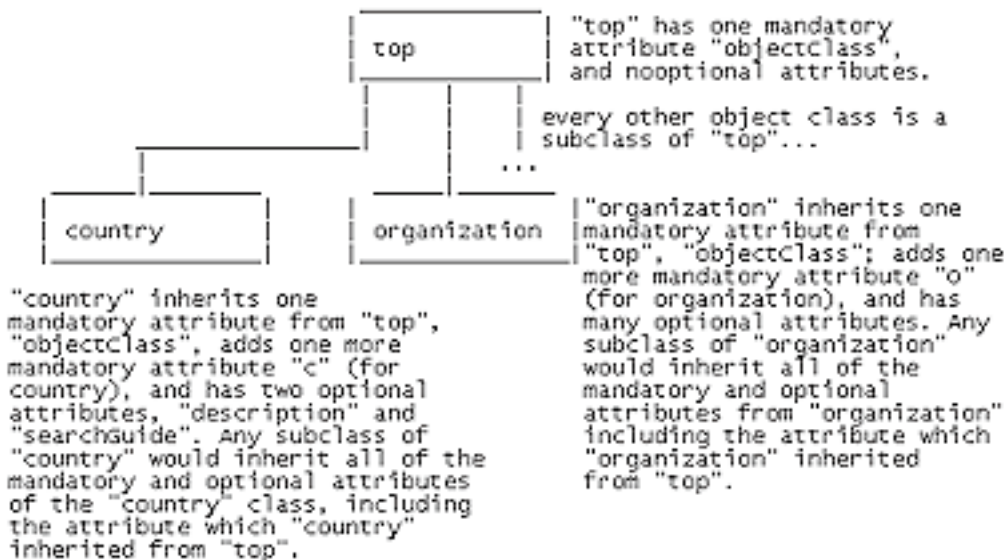 top
"top" has one mandatory
attribute "objectClass",
and nooptional attributes.
every other object class is a
subclass of "top"...
...
country
organization
"organization" inherits one
mandatory attribute from
"top", "objectClass"; adds one
more mandatory attribute "o"
(for organization), and has
many optional attributes. Any
subclass of "organization"
would inherit all of the
mandatory and optional
attributes from "organization"
including the attribute which
"organization" inherited
from "top".
"country" inherits one
mandatory attribute from "top",
"objectClass", adds one more
mandatory attribute "c" (for
country), and has two optional
attributes, "description" and
"searchGuide". Any subclass of
"country" would inherit all of the
mandatory and optional attributes
of the "country" class, including
the attribute which "country"
inherited from "top".